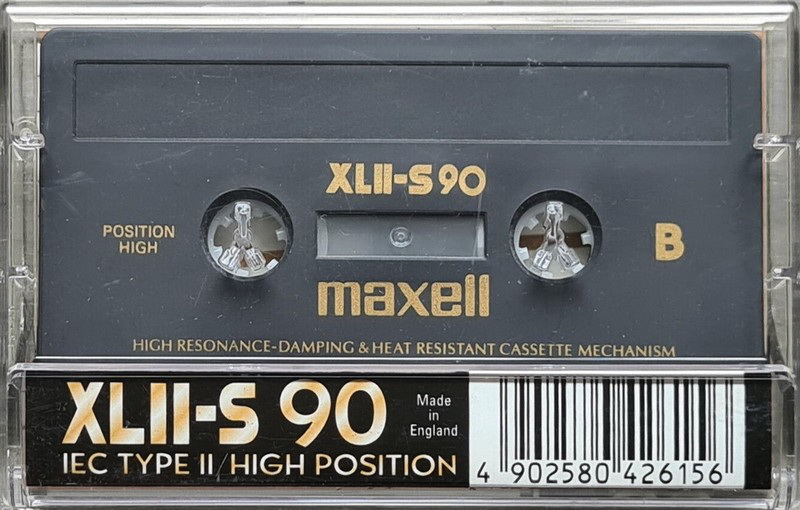 XLII-S 90
POSITION
HIGH
B
maxell
HIGH RESONANCE-DAMPING & HEAT RESISTANT CASSETTE MECHANISM
XLII-S 90
Made
in
England
IEC TYPE II/HIGH POSITION
4 902580 426156